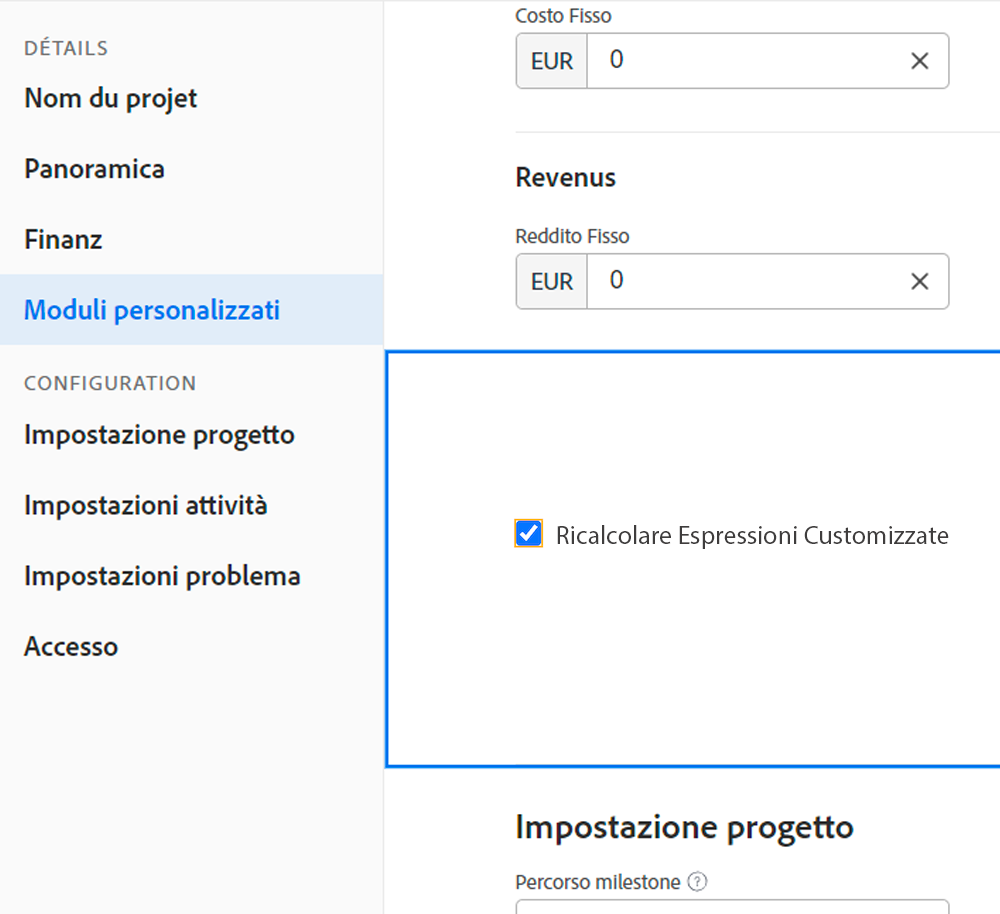 DÉTAILS
Nom du projet
Panoramica
Finanz
Moduli personalizzati
CONFIGURATION
Impostazione progetto
Impostazioni attività
Impostazioni problema
Accesso
Costo Fisso
EUR 0
Revenus
Reddito Fisso
EUR 0
Ricalcolare Espressioni Customizzate
Impostazione progetto
Percorso milestone ?